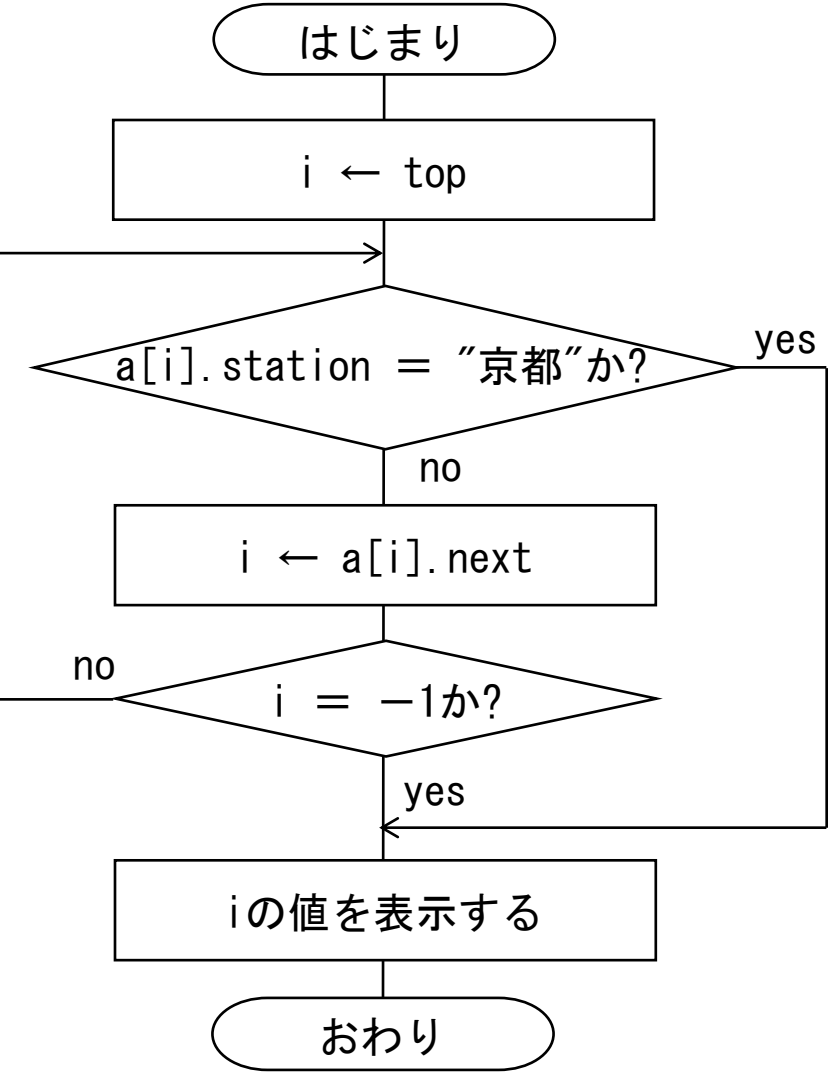 はじまり
i ← top
a[i].station = "京都"か?
yes
no
i ← a[i].next
no
i = -1か?
yes
iの値を表示する
おわり